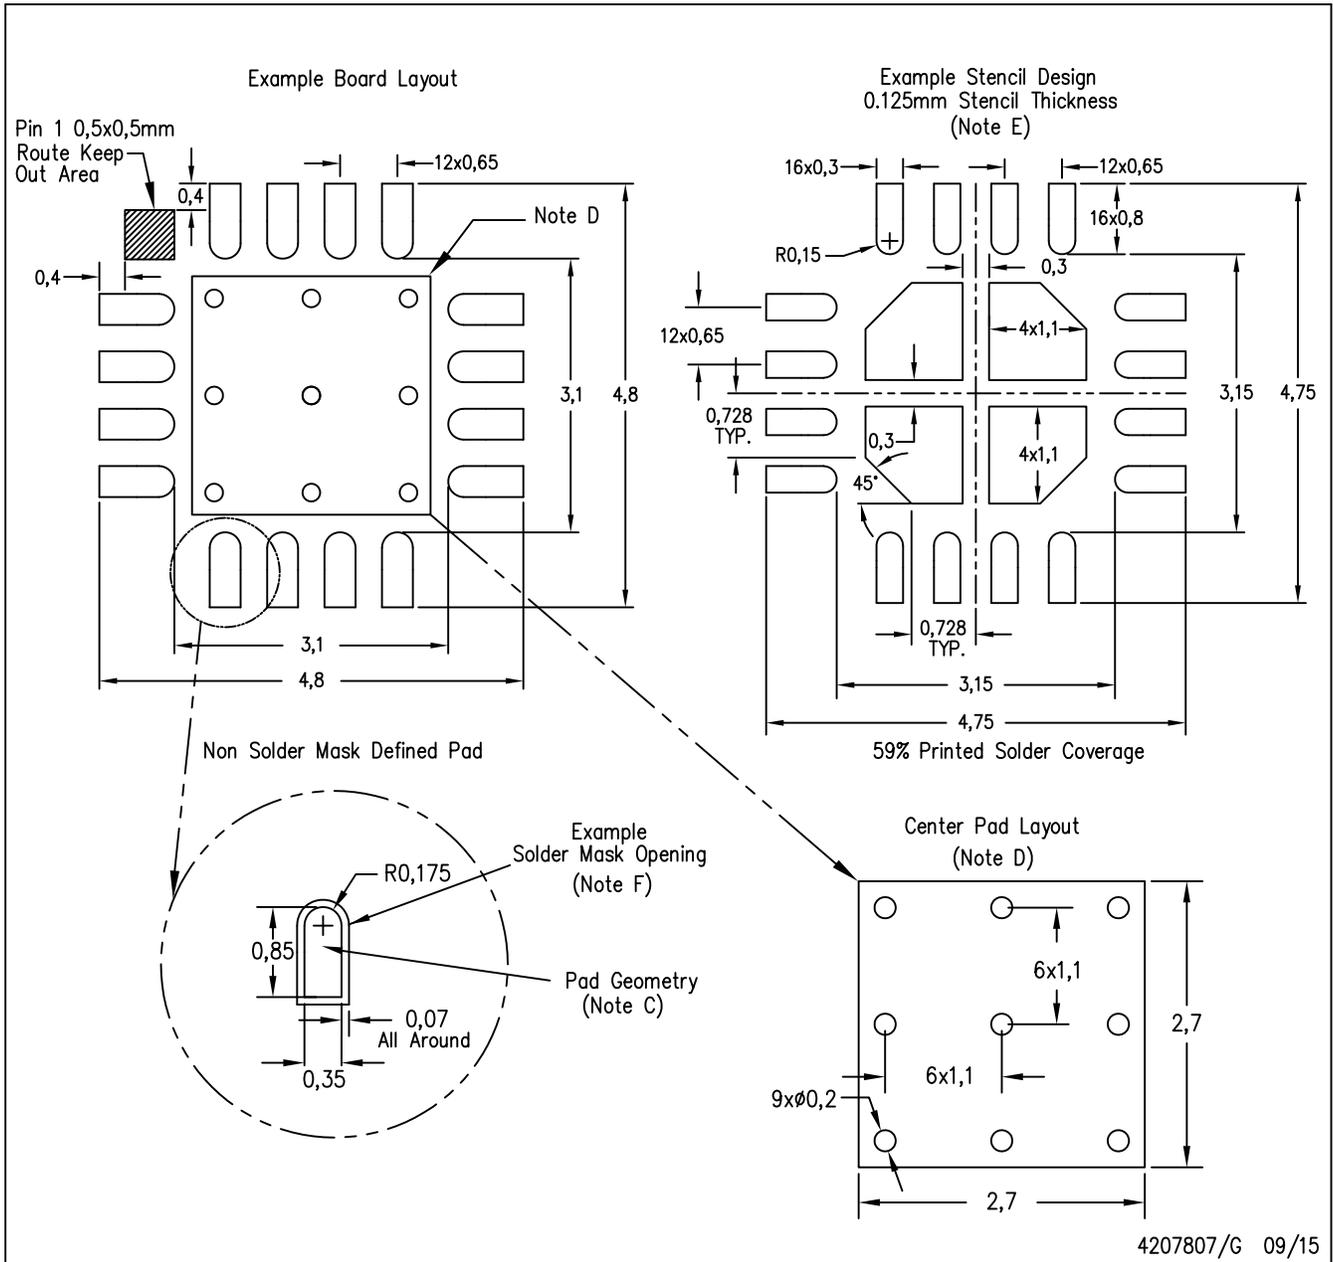 Example Board Layout
Pin 1 0,5x0,5mm
Route Keep
Out Area
12x0,65
0,4
Note D
0,4
3,1
4,8
3,1
4,8
Example Stencil Design
0.125mm Stencil Thickness
(Note E)
16x0,3
12x0,65
16x0,8
R0,15
0,3
12x0,65
4x1,1
0,728
TYP.
0,3
4x1,1
45°
3,15
4,75
0,728
TYP.
3,15
4,75
59% Printed Solder Coverage
Non Solder Mask Defined Pad
Example
Solder Mask Opening
(Note F)
R0,175
0,85
Pad Geometry
(Note C)
0,07
All Around
0,35
Center Pad Layout
(Note D)
6x1,1
2,7
6x1,1
9xø0,2
2,7
4207807/G 09/15